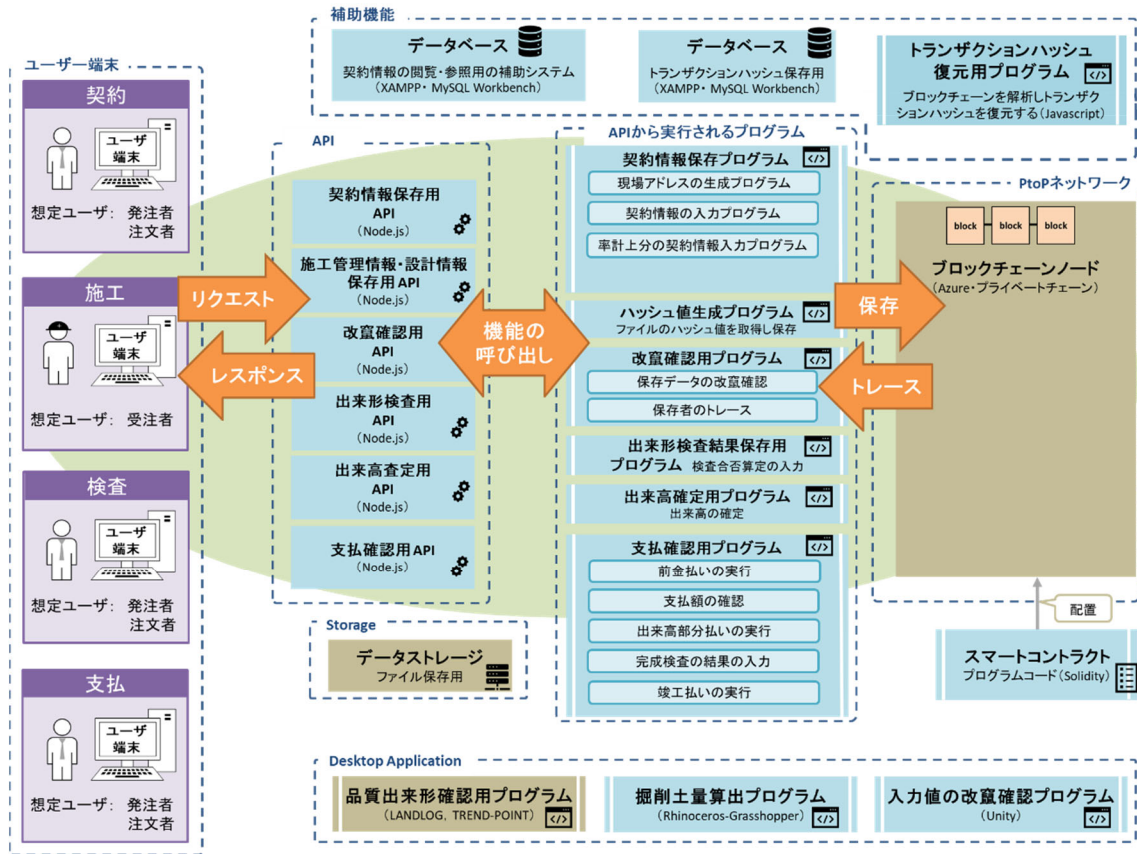 補助機能
データベース
契約情報の閲覧・参照用の補助システム
（XAMPP・ MySQL Workbench）
データベース
トランザクションハッシュ保存用
（XAMPP・ MySQL Workbench）
トランザクションハッシュ
復元用プログラム
ブロックチェーンを解析しトランザク
ションハッシュを復元する（Javascript）
ユーザー端末
契約
ユーザ
端末
想定ユーザ： 発注者
注文者
施工
ユーザ
端末
想定ユーザ： 受注者
検査
ユーザ
端末
想定ユーザ： 発注者
注文者
支払
ユーザ
端末
想定ユーザ： 発注者
注文者
リクエスト
レスポンス
API
契約情報保存用
API
（Node.js）
施工管理情報・設計情報
保存用 API
（Node.js）
改竄確認用
API
（Node.js）
出来形検査用
API
（Node.js）
出来高査定用
API
（Node.js）
支払確認用 API
（Node.js）
機能の
呼び出し
APIから実行されるプログラム
契約情報保存プログラム
現場アドレスの生成プログラム
契約情報の入力プログラム
率計上分の契約情報入力プログラム
ハッシュ値生成プログラム
ファイルのハッシュ値を取得し保存
改竄確認用プログラム
保存データの改竄確認
保存者のトレース
出来形検査結果保存用
プログラム 検査合否算定の入力
出来高確定用プログラム
出来高の確定
支払確認用プログラム
前金払いの実行
支払額の確認
出来高部分払いの実行
完成検査の結果の入力
竣工払いの実行
保存
トレース
PtoPネットワーク
block
block
block
ブロックチェーンノード
（Azure・プライベートチェーン）
配置
スマートコントラクト
プログラムコード（Solidity）
Storage
データストレージ
ファイル保存用
Desktop Application
品質出来形確認用プログラム
（LANDLOG, TREND-POINT）
掘削土量算出プログラム
（Rhinoceros-Grasshopper）
入力値の改竄確認プログラム
（Unity）